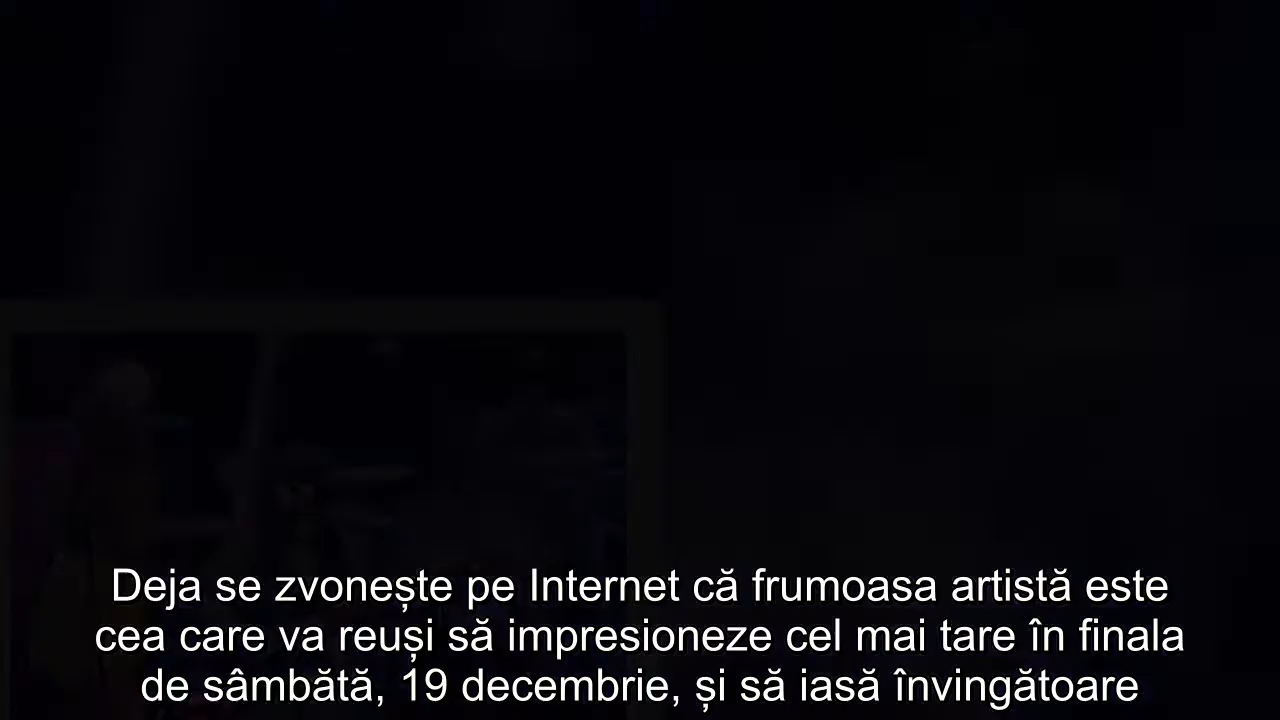 Deja se zvonește pe Internet că frumoasa artistă este
cea care va reuși să impresioneze cel mai tare în finala
de sâmbătă, 19 decembrie, și să iasă învingătoare